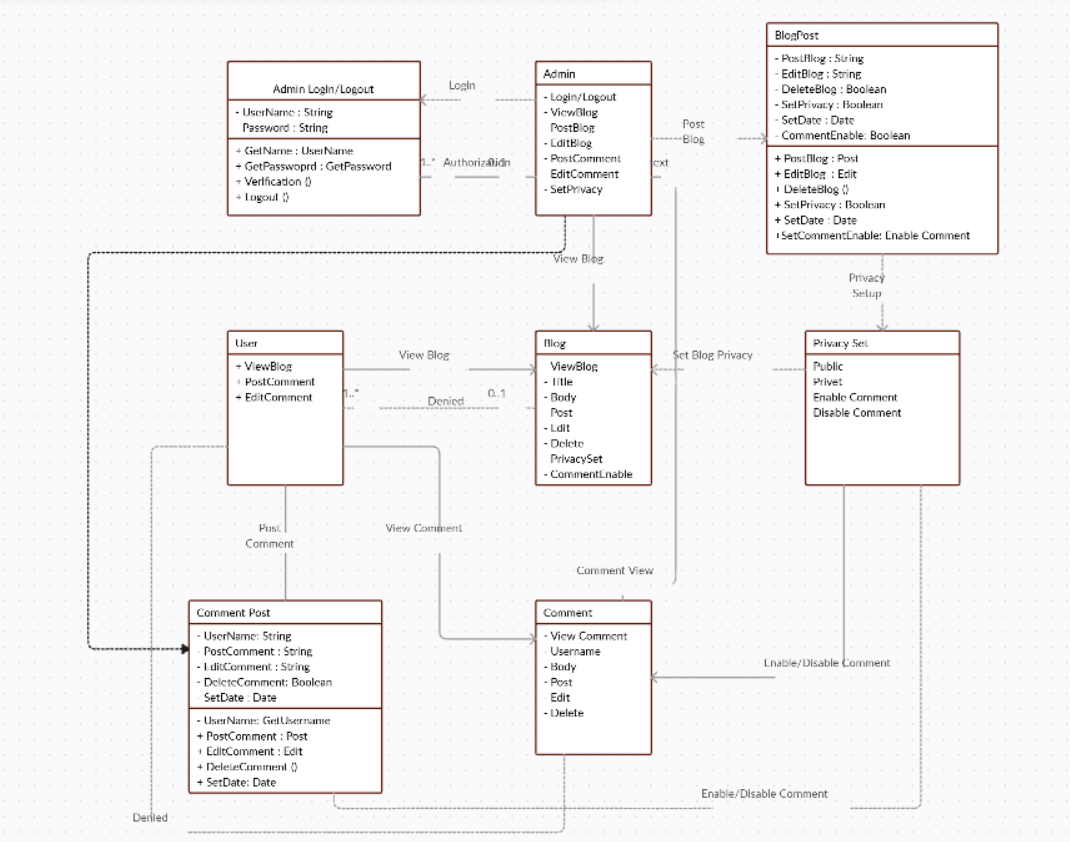 Admin Login/Logout
- UserName : String
Password : String
+ GetName : UserName
+ GetPasswoprd : GetPassword
+ Verification ()
+ Logout ()
Login
1..*
Authorization
0..1
Admin
- Login/Logout
- ViewBlog
PostBlog
- EditBlog
- PostComment
EditComment
- SetPrivacy
Post
Blog
text
BlogPost
- PostBlog : String
- EditBlog : String
- DeleteBlog : Boolean
- SetPrivacy : Boolean
- SetDate : Date
- CommentEnable: Boolean
+ PostBlog : Post
+ EditBlog : Edit
+ DeleteBlog ()
+ SetPrivacy : Boolean
+ SetDate : Date
+SetCommentEnable: Enable Comment
View Blog
Privacy
Setup
User
+ ViewBlog
+ PostComment
+ EditComment
View Blog
1..*
Denied
0..1
Blog
ViewBlog
- Title
- Body
Post
- Edit
- Delete
PrivacySet
- CommentEnable
Set Blog Privacy
Privacy Set
Public
Privet
Enable Comment
Disable Comment
Post
Comment
View Comment
Comment View
Comment Post
- UserName: String
- PostComment : String
- EditComment : String
- DeleteComment: Boolean
SetDate : Date
- UserName: GetUsername
+ PostComment : Post
+ EditComment : Edit
+ DeleteComment ()
+ SetDate: Date
Comment
- View Comment
- Username
- Body
- Post
Edit
- Delete
Enable/Disable Comment
Enable/Disable Comment
Denied